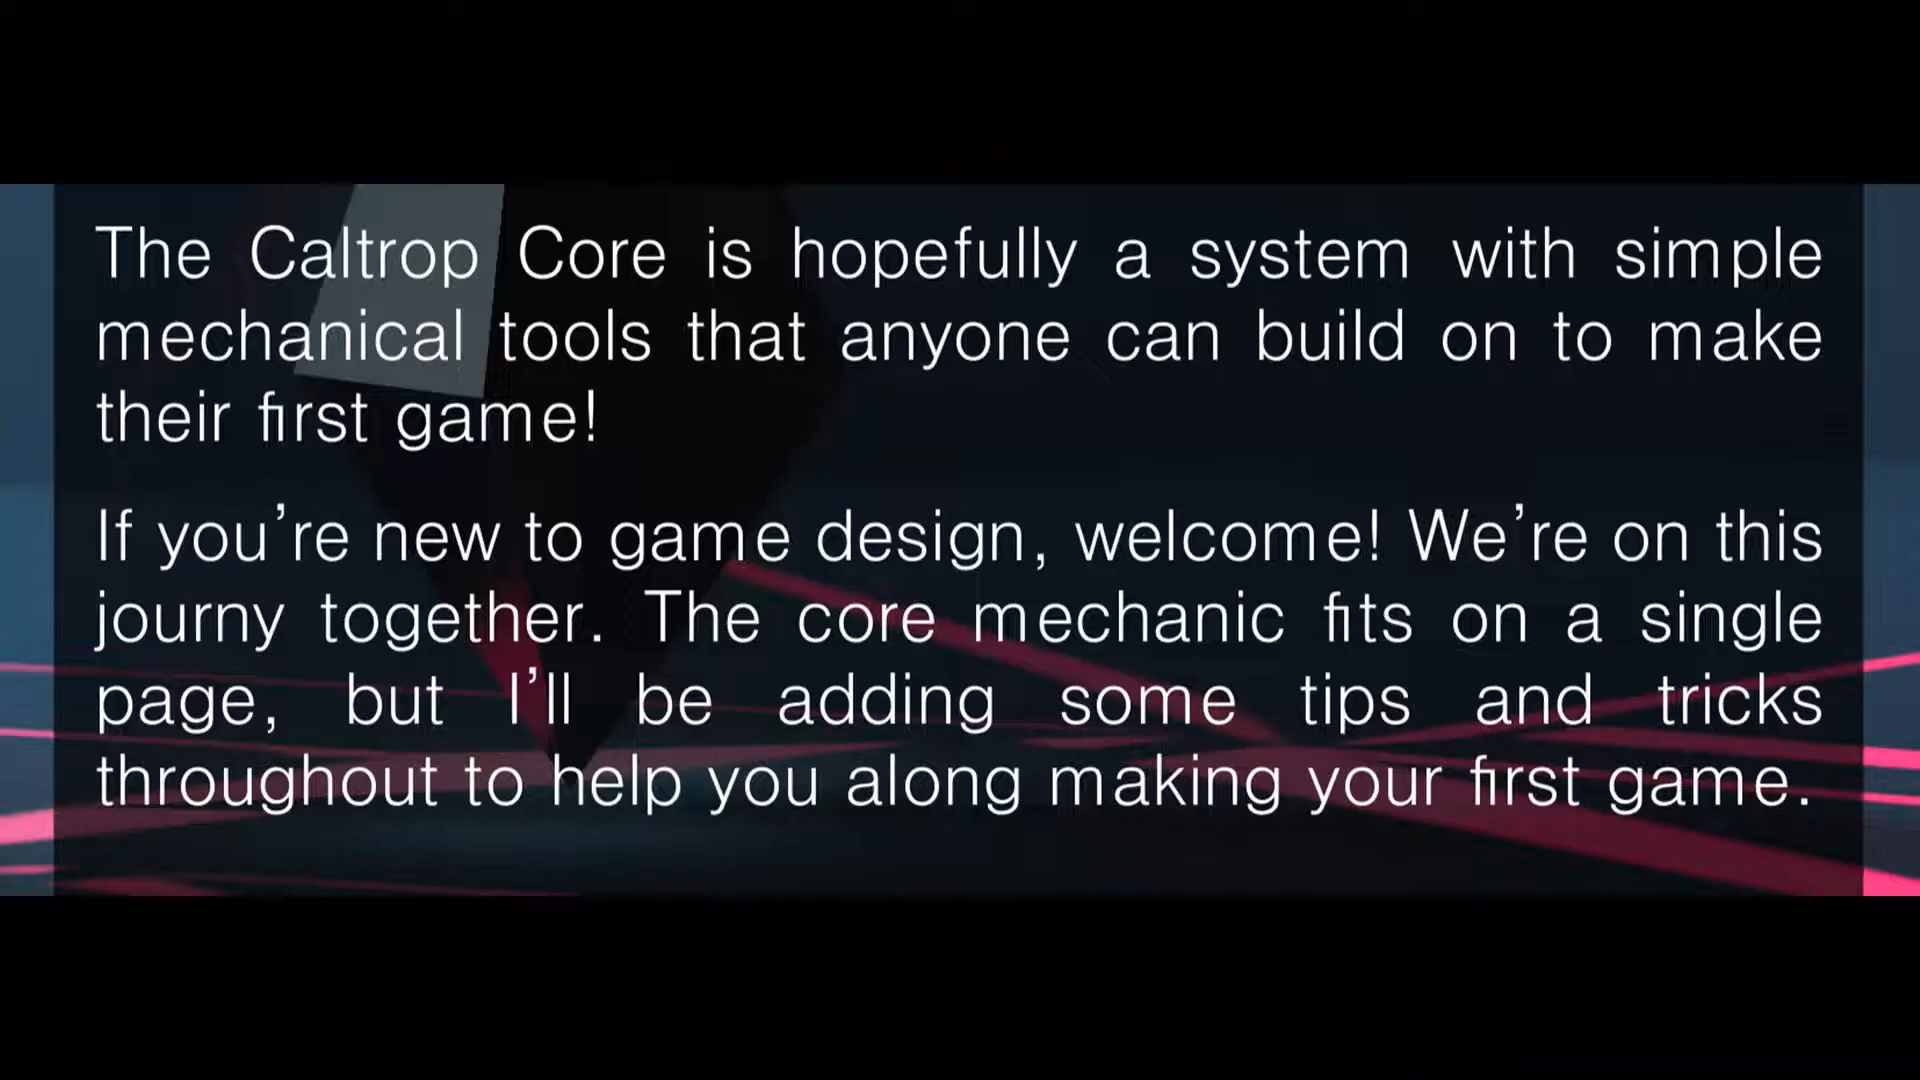 The Caltrop Core is hopefully a system with simple
mechanical tools that anyone can build on to make
their first game!
If you’re new to game design, welcome! We’re on this
journy together. The core mechanic fits on a single
page, but I’ll be adding some tips and tricks
throughout to help you along making your first game.